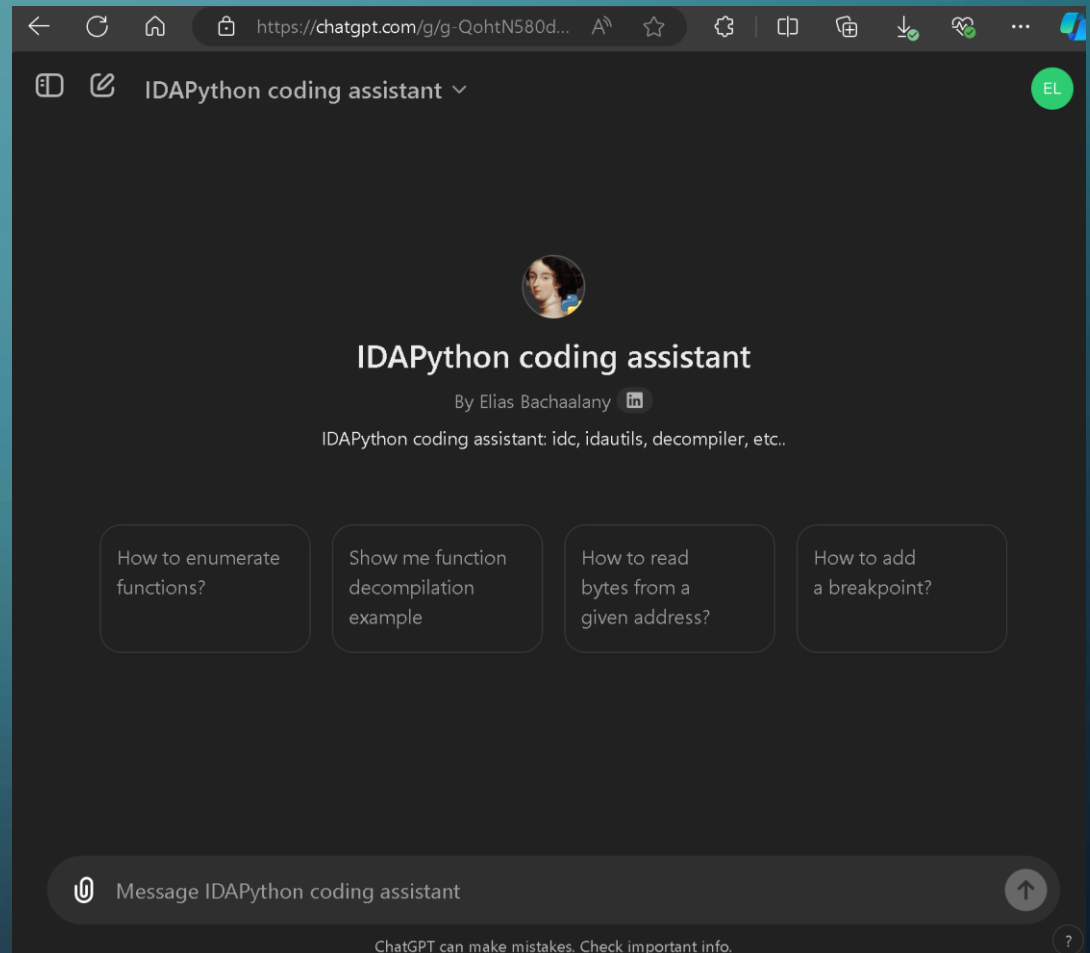 https://chatgpt.com/g/g-QohtN580d...
IDAPython coding assistant
EL
IDAPython coding assistant
By Elias Bachaalany in
IDAPython coding assistant: idc, idautils, decompiler, etc..
How to enumerate
functions?
Show me function
decompilation
example
How to read
bytes from a
given address?
How to add
a breakpoint?
Message IDAPython coding assistant
ChatGPT can make mistakes. Check important info.
?